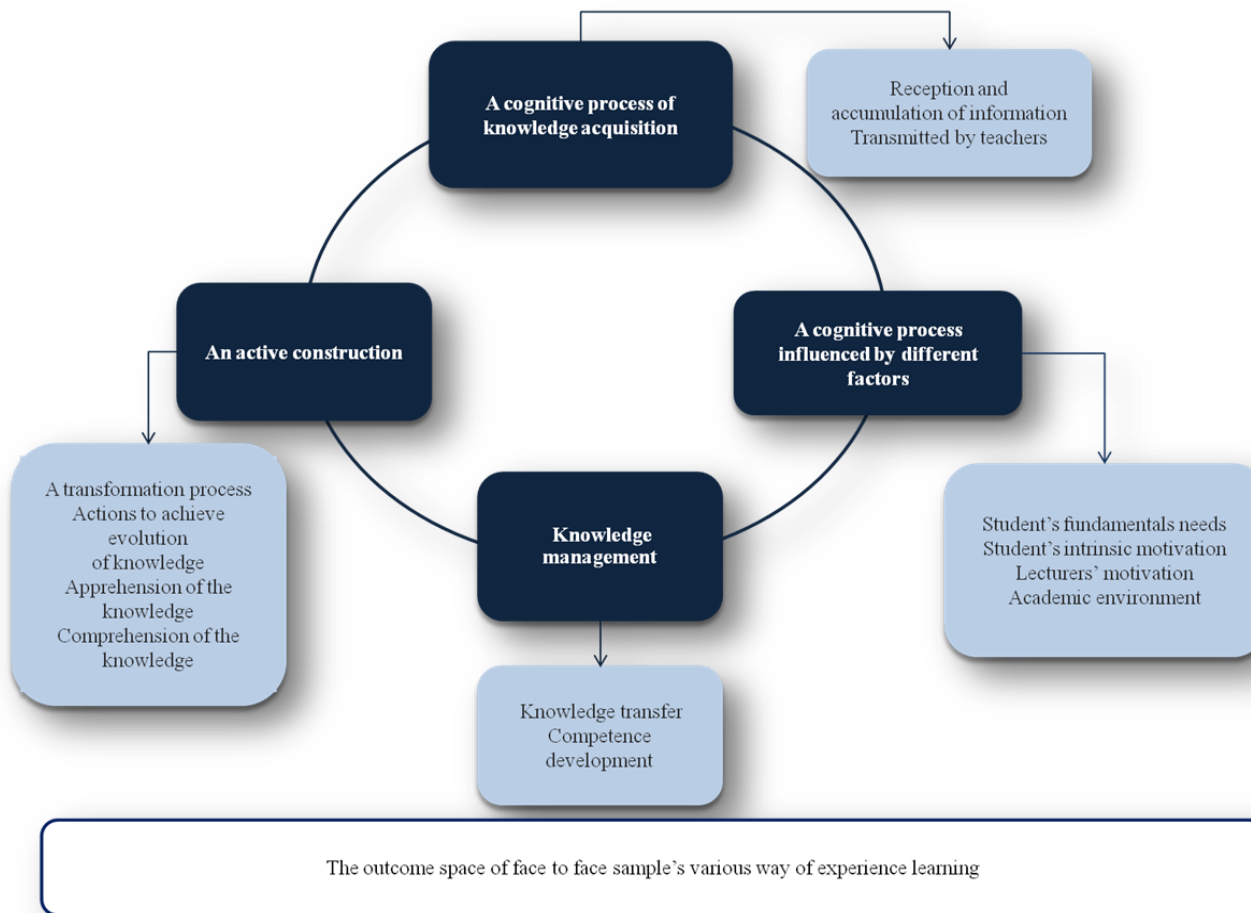 A cognitive process of
knowledge acquisition
Reception and
accumulation of information
Transmitted by teachers
An active construction
A cognitive process
influenced by different
factors
A transformation process
Actions to achieve
evolution
of knowledge
Apprehension of the
knowledge
Comprehension of the
knowledge
Knowledge
management
Student’s fundamentals needs
Student’s intrinsic motivation
Lecturers’ motivation
Academic environment
Knowledge transfer
Competence
development
The outcome space of face to face sample’s various way of experience learning